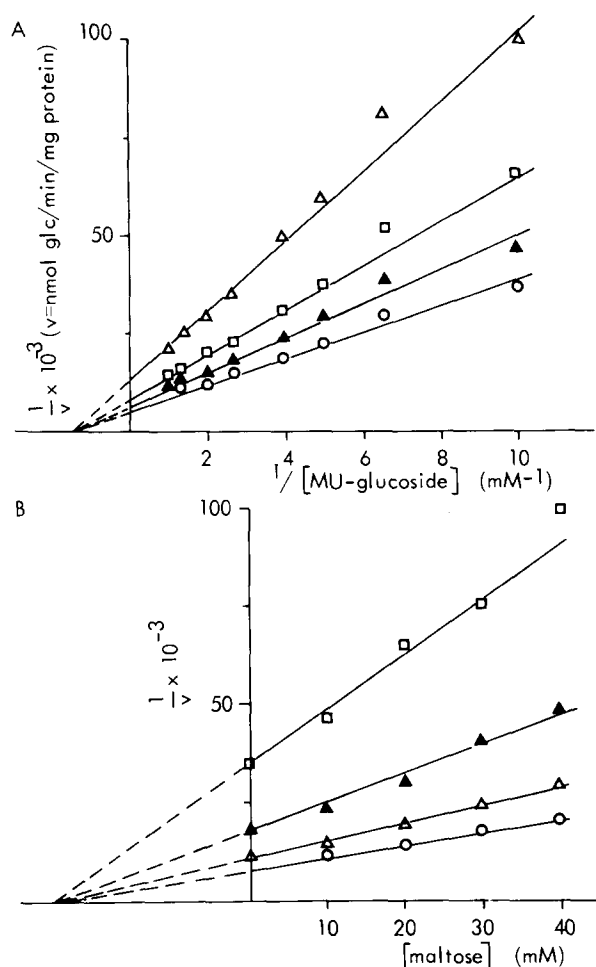 A
100
50
1/v × 10-3 (v=nmol glc/min/mg protein)
2 4 6 8 10
1/[MU-glucoside] (mM-1)
B
100
50
1/v × 10-3
10 20 30 40
[maltose] (mM)